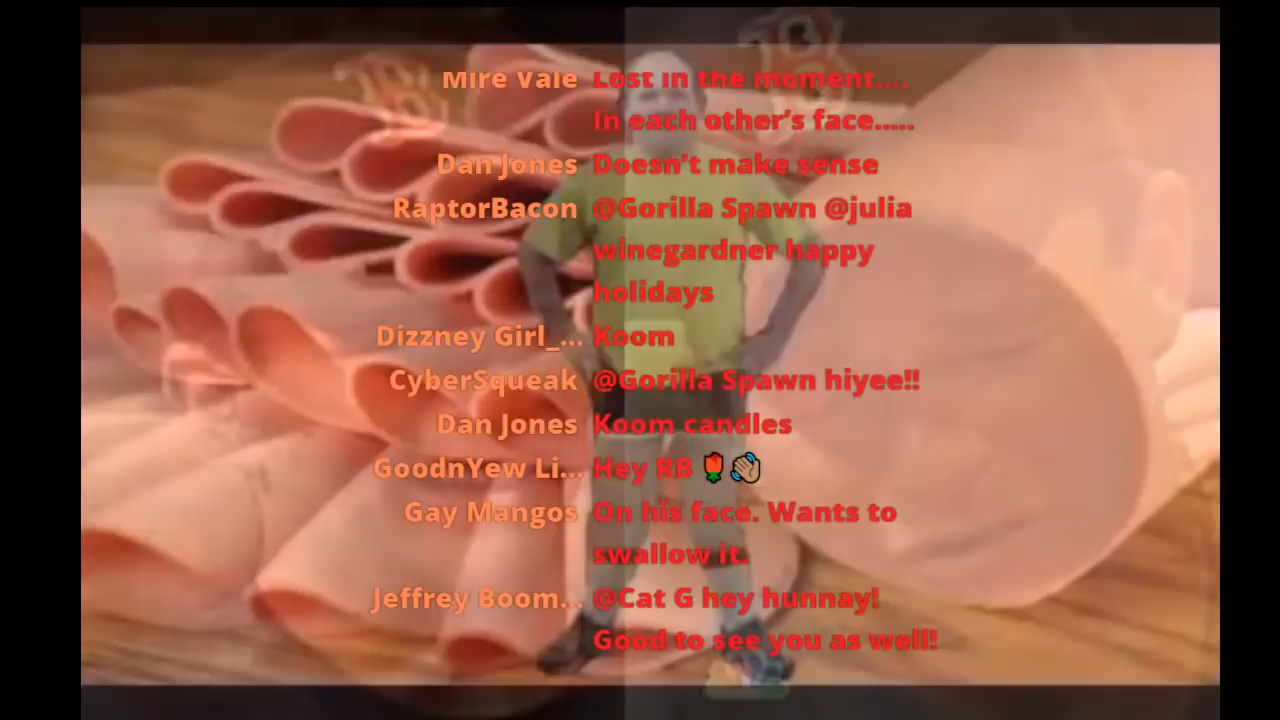 Mire Vale Lost in the moment....
In each other's face.....
Dan Jones Doesn't make sense
RaptorBacon @Gorilla Spawn @julia
winegardner happy
holidays
Dizzney Girl_... Koom
CyberSqueak @Gorilla Spawn hiyee!!
Dan Jones Koom candles
GoodnYew Li... Hey RB 🌹👋🏽
Gay Mangos On his face. Wants to
swallow it.
Jeffrey Boom... @Cat G hey hunnay!
Good to see you as well!